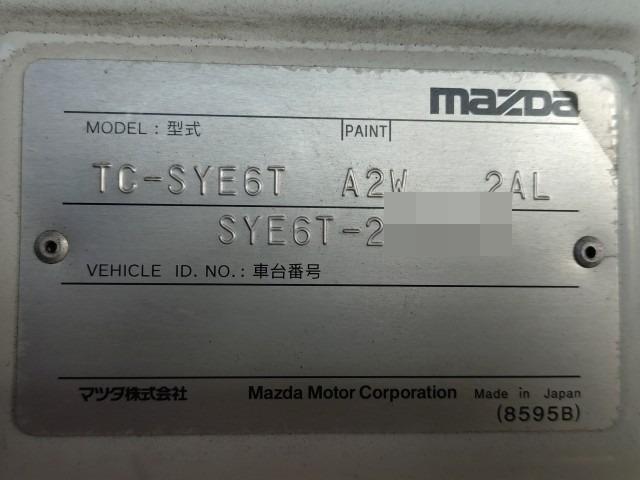 mazda
MODEL : 型式 PAINT
TC-SYE6T A2W 2AL
SYE6T-2
VEHICLE ID. NO. : 車台番号
マツダ株式会社 Mazda Motor Corporation Made in Japan
(8595B)